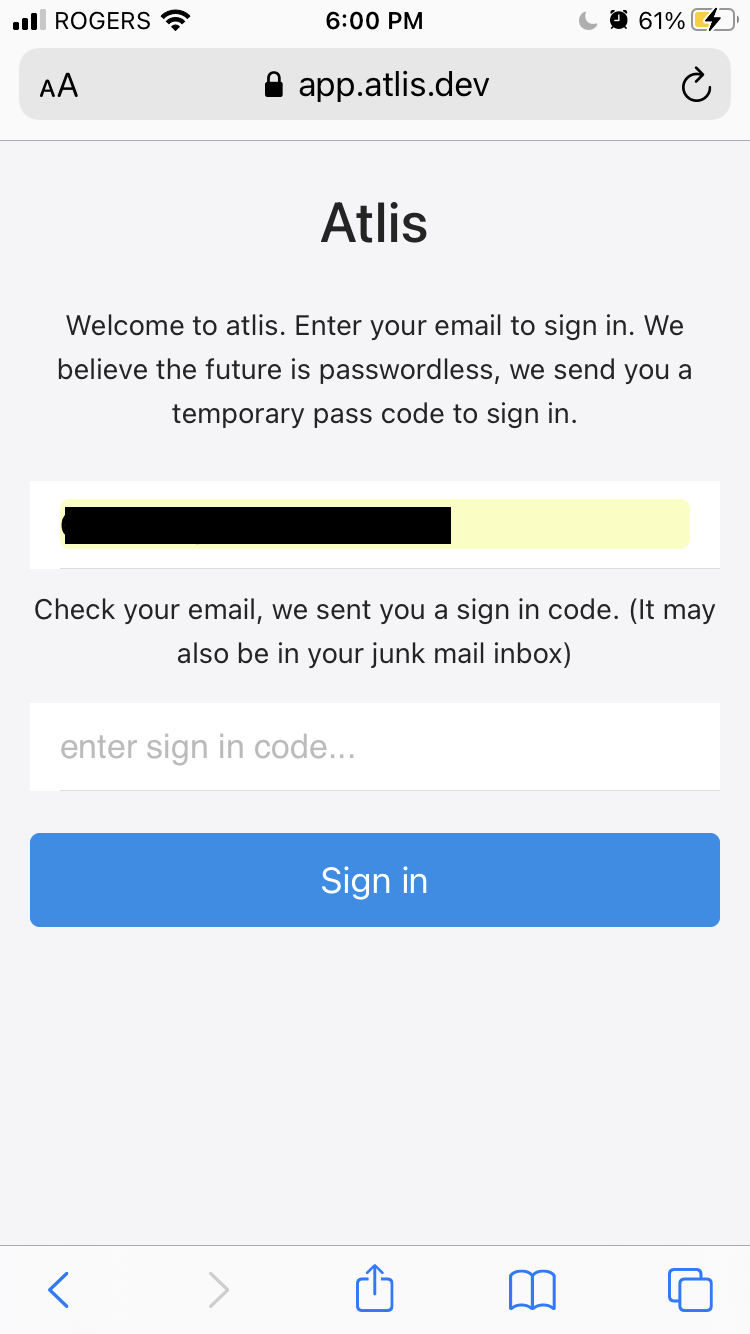 ROGERS 6:00 PM 61%
AA app.atlis.dev
Atlis
Welcome to atlis. Enter your email to sign in. We
believe the future is passwordless, we send you a
temporary pass code to sign in.
Check your email, we sent you a sign in code. (It may
also be in your junk mail inbox)
enter sign in code...
Sign in